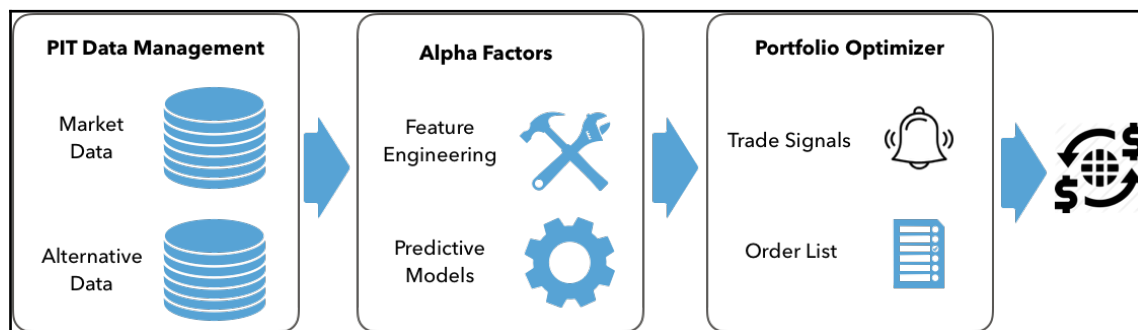 PIT Data Management
Market
Data
Alternative
Data
Alpha Factors
Feature
Engineering
Predictive
Models
Portfolio Optimizer
Trade Signals
Order List
$
$